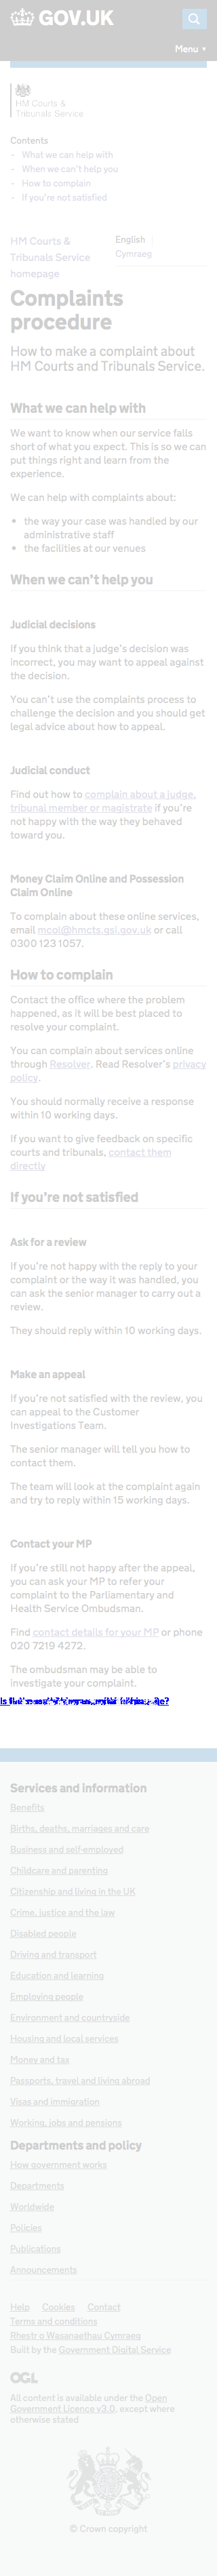 GOV.UK
Menu ▼
HM Courts &
Tribunals Service
Contents
- What we can help with
- When we can't help you
- How to complain
- If you're not satisfied
HM Courts &
Tribunals Service
homepage
English
Cymraeg
Complaints
procedure
How to make a complaint about
HM Courts and Tribunals Service.
What we can help with
We want to know when our service falls
short of what you expect. This is so we can
put things right and learn from the
experience.
We can help with complaints about:
• the way your case was handled by our
administrative staff
• the facilities at our venues
When we can't help you
Judicial decisions
If you think that a judge's decision was
incorrect, you may want to appeal against
the decision.
You can't use the complaints process to
challenge the decision and you should get
legal advice about how to appeal.
Judicial conduct
Find out how to complain about a judge,
tribunal member or magistrate if you're
not happy with the way they behaved
toward you.
Money Claim Online and Possession
Claim Online
To complain about these online services,
email mcol@hmcts.gsi.gov.uk or call
0300 123 1057.
How to complain
Contact the office where the problem
happened, as it will be best placed to
resolve your complaint.
You can complain about services online
through Resolver. Read Resolver's privacy
policy.
You should normally receive a response
within 10 working days.
If you want to give feedback on specific
courts and tribunals, contact them
directly
If you're not satisfied
Ask for a review
If you're not happy with the reply to your
complaint or the way it was handled, you
can ask the senior manager to carry out a
review.
They should reply within 10 working days.
Make an appeal
If you're not satisfied with the review, you
can appeal to the Customer
Investigations Team.
The senior manager will tell you how to
contact them.
The team will look at the complaint again
and try to reply within 15 working days.
Contact your MP
If you're still not happy after the appeal,
you can ask your MP to refer your
complaint to the Parliamentary and
Health Service Ombudsman.
Find contact details for your MP or phone
020 7219 4272.
The ombudsman may be able to
investigate your complaint.
Services and information
Benefits
Births, deaths, marriages and care
Business and self-employed
Childcare and parenting
Citizenship and living in the UK
Crime, justice and the law
Disabled people
Driving and transport
Education and learning
Employing people
Environment and countryside
Housing and local services
Money and tax
Passports, travel and living abroad
Visas and immigration
Working, jobs and pensions
Departments and policy
How government works
Departments
Worldwide
Policies
Publications
Announcements
Help Cookies Contact
Terms and conditions
Rhestr o Wasanaethau Cymraeg
Built by the Government Digital Service
OGL
All content is available under the Open
Government Licence v3.0, except where
otherwise stated
© Crown copyright